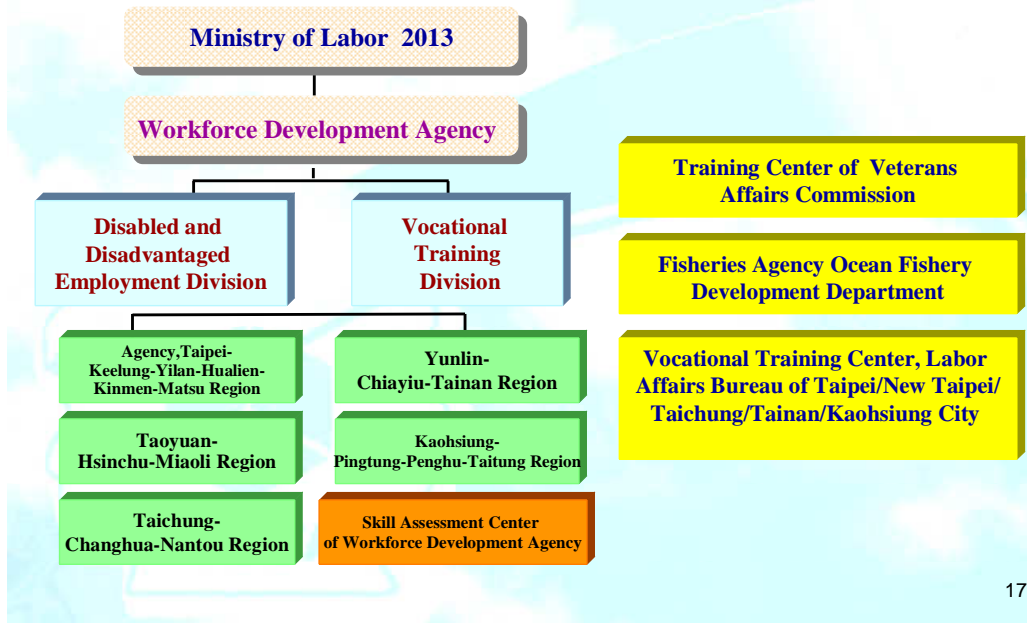 Ministry of Labor 2013
Workforce Development Agency
Disabled and
Disadvantaged
Employment Division
Vocational
Training
Division
Agency,Taipei-
Keelung-Yilan-Hualien-
Kinmen-Matsu Region
Yunlin-
Chiayiu-Tainan Region
Taoyuan-
Hsinchu-Miaoli Region
Kaohsiung-
Pingtung-Penghu-Taitung Region
Taichung-
Changhua-Nantou Region
Skill Assessment Center
of Workforce Development Agency
Training Center of Veterans
Affairs Commission
Fisheries Agency Ocean Fishery
Development Department
Vocational Training Center, Labor
Affairs Bureau of Taipei/New Taipei/
Taichung/Tainan/Kaohsiung City
17